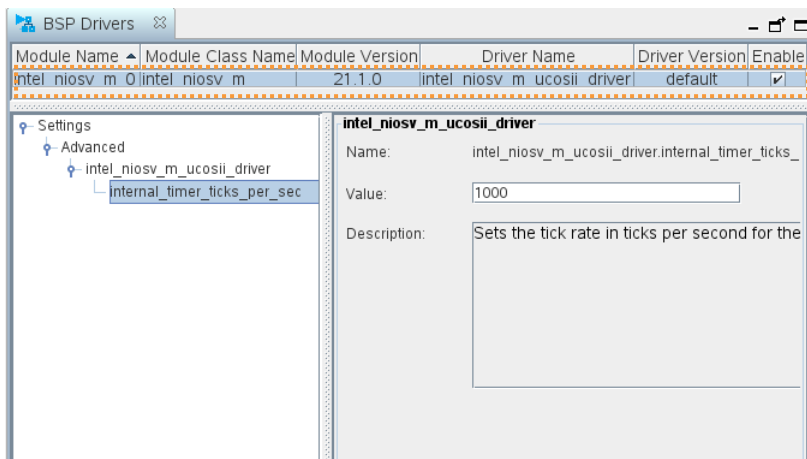 BSP Drivers
Module Name Module Class Name Module Version Driver Name Driver Version Enable
intel_niosv_m_0 intel_niosv_m 21.1.0 intel_niosv_m_ucosii_driver default
Settings
Advanced
intel_niosv_m_ucosii_driver
internal_timer_ticks_per_sec
intel_niosv_m_ucosii_driver
Name: intel_niosv_m_ucosii_driver.internal_timer_ticks_
Value: 1000
Description: Sets the tick rate in ticks per second for the